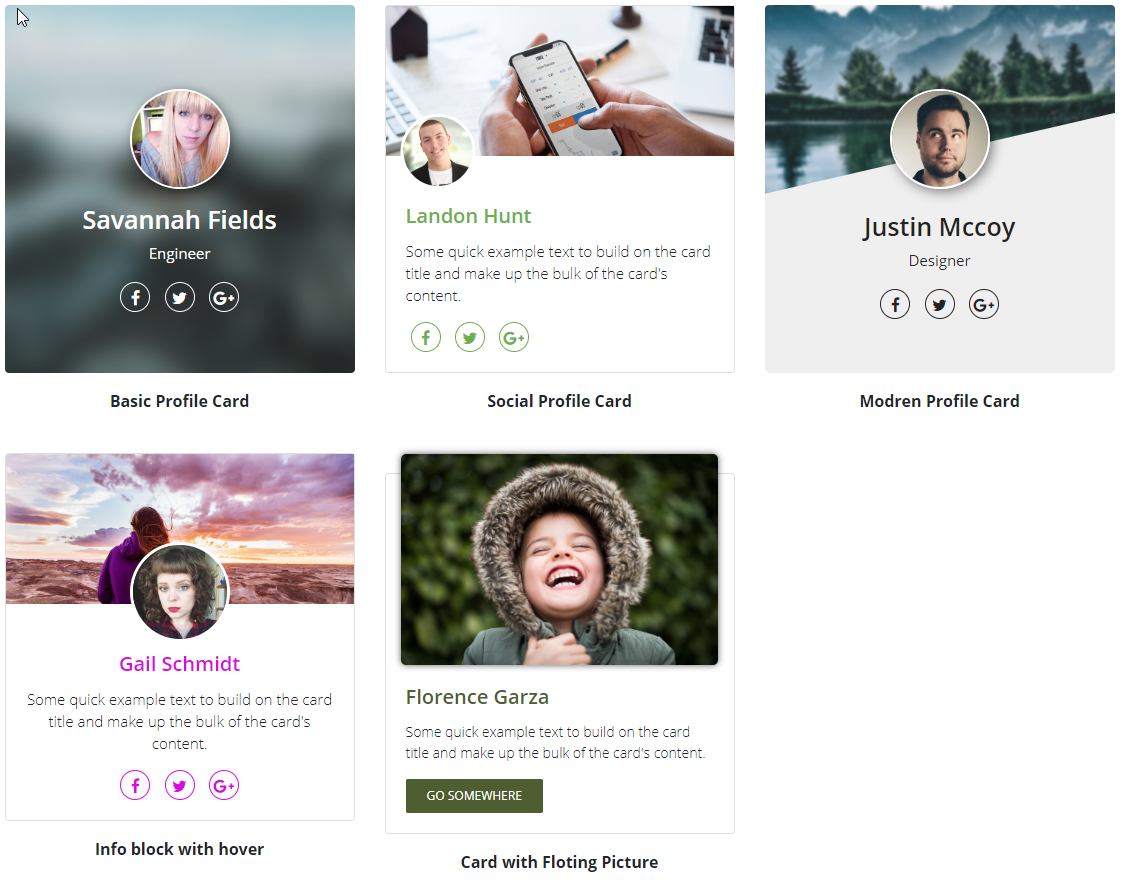 Savannah Fields
Engineer
G+
Basic Profile Card
Landon Hunt
Some quick example text to build on the card
title and make up the bulk of the card's
content.
G+
Social Profile Card
Justin Mccoy
Designer
G+
Modren Profile Card
Gail Schmidt
Some quick example text to build on the card
title and make up the bulk of the card's
content.
G+
Info block with hover
Florence Garza
Some quick example text to build on the card
title and make up the bulk of the card's content.
GO SOMEWHERE
Card with Floting Picture